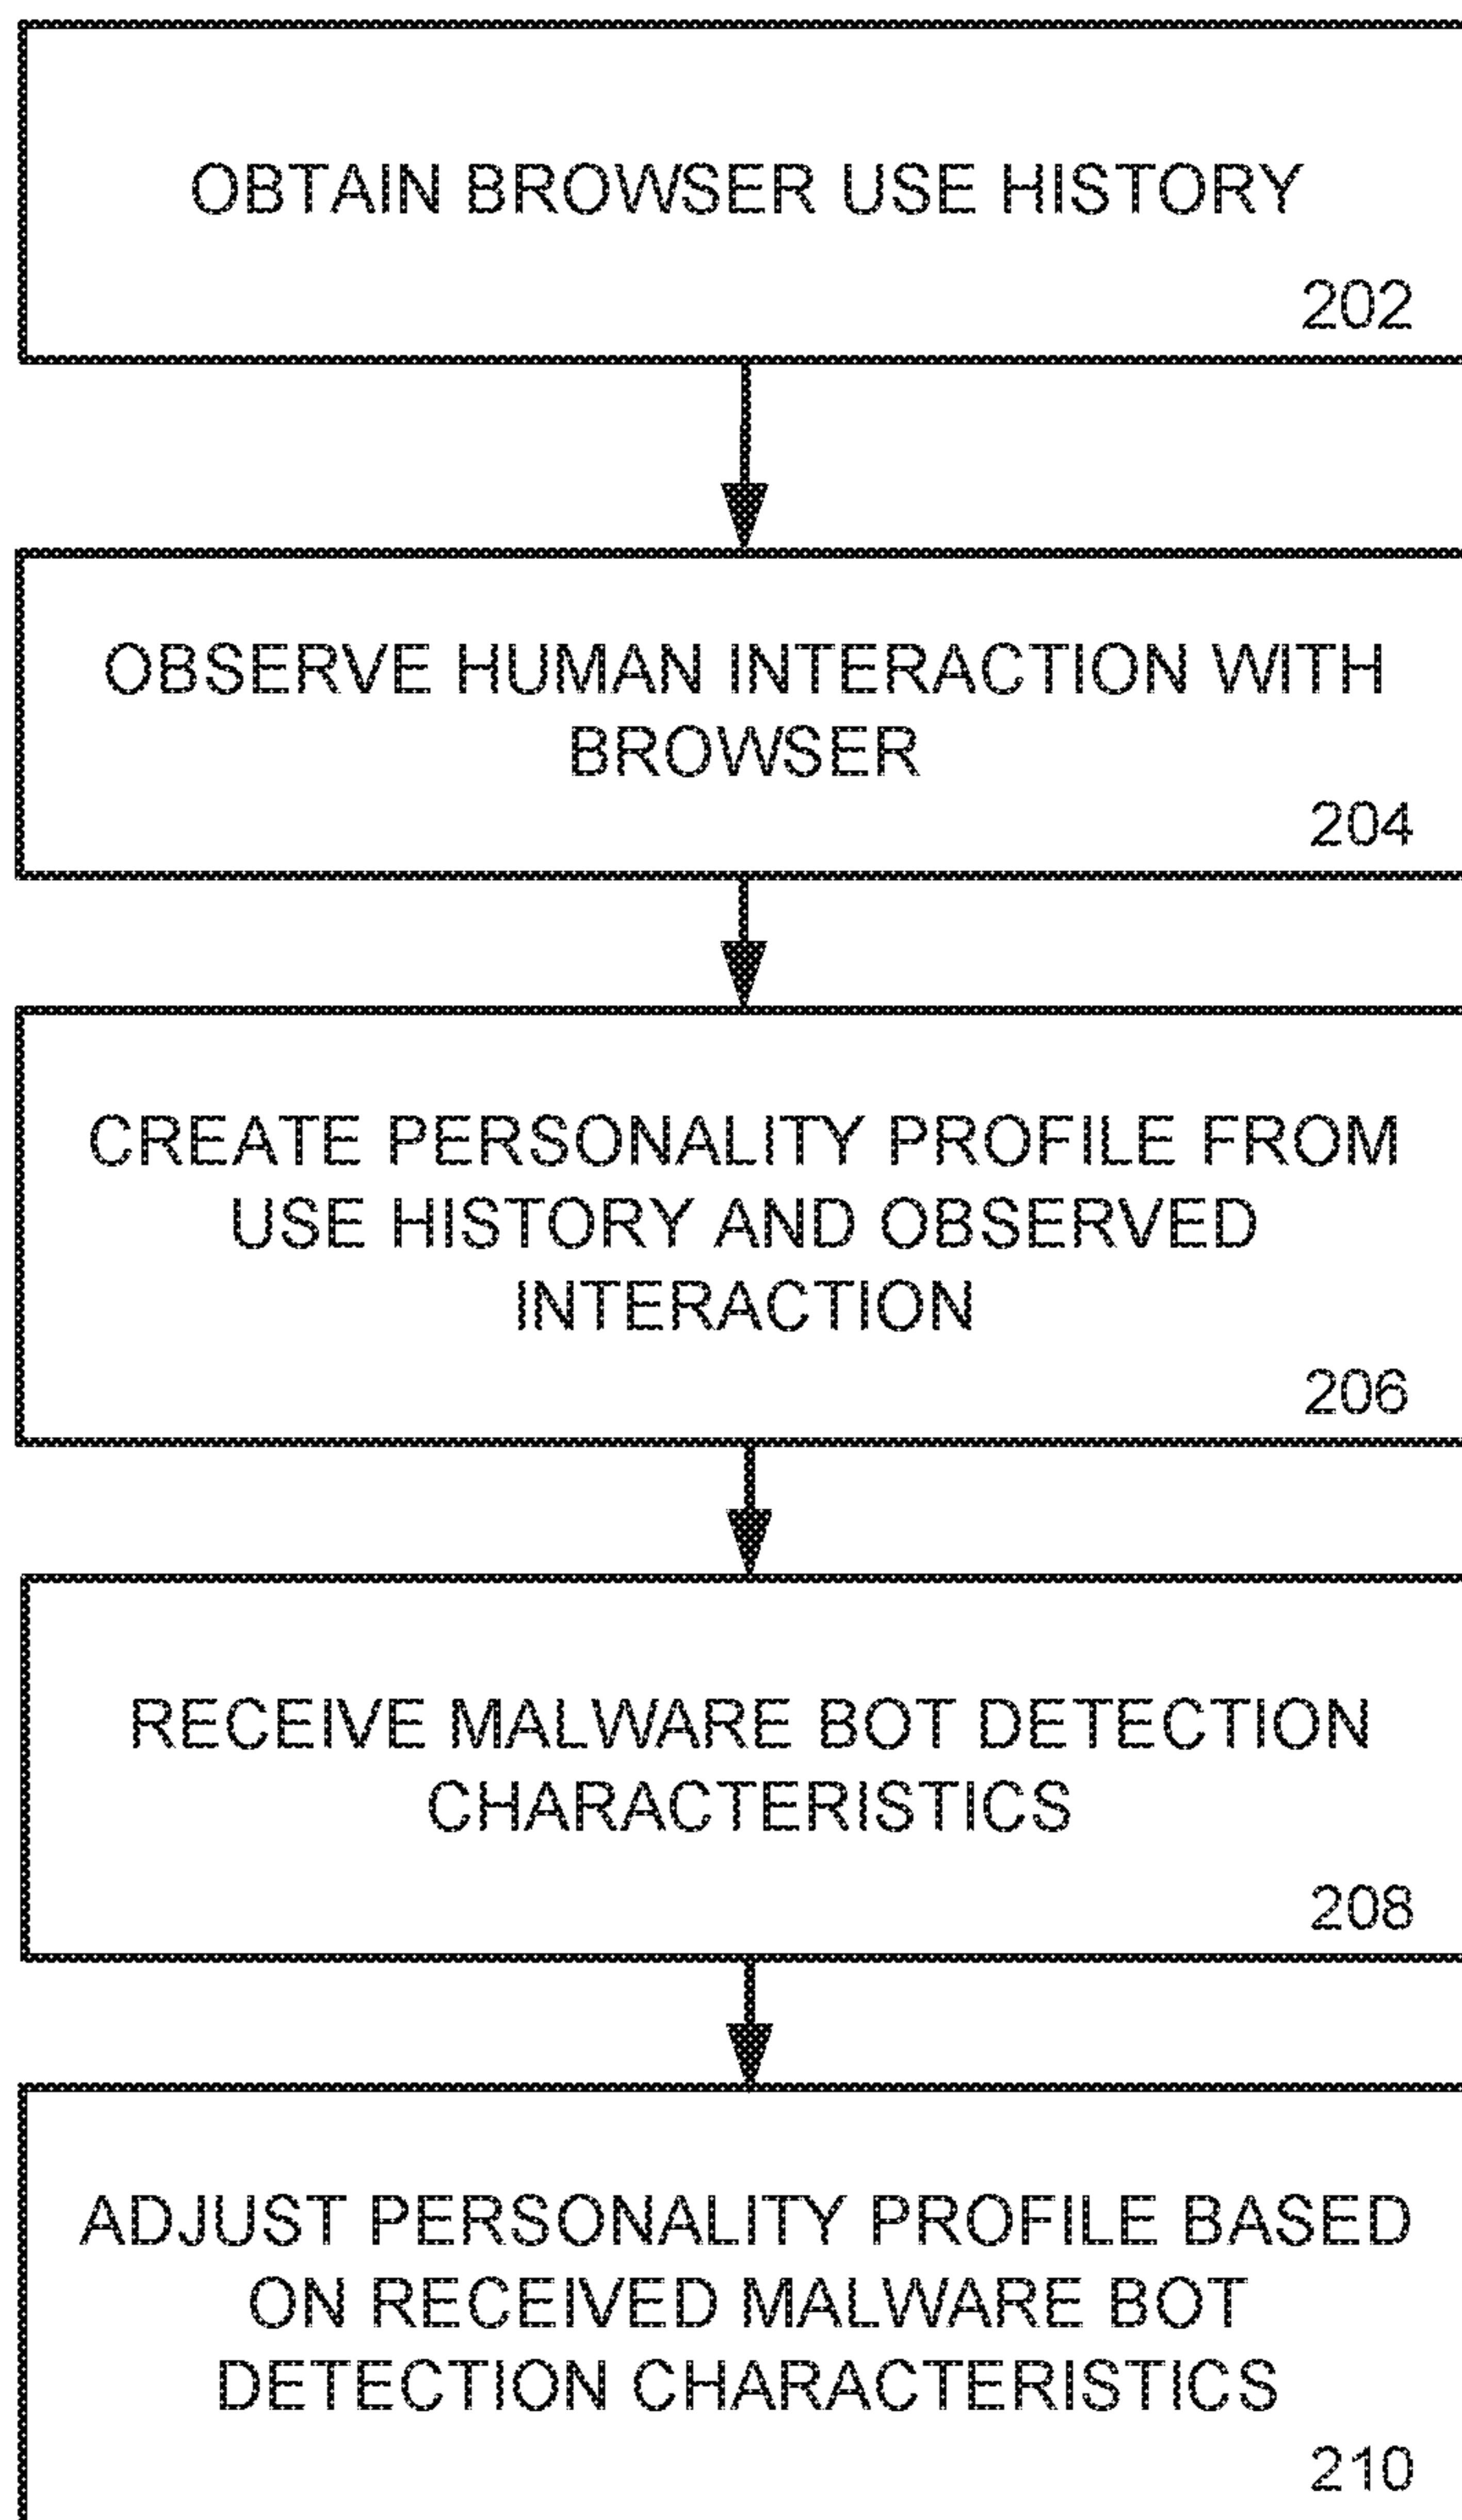 OBTAIN BROWSER USE HISTORY
202
OBSERVE HUMAN INTERACTION WITH
BROWSER
204
CREATE PERSONALITY PROFILE FROM
USE HISTORY AND OBSERVED
INTERACTION
206
RECEIVE MALWARE BOT DETECTION
CHARACTERISTICS
208
ADJUST PERSONALITY PROFILE BASED
ON RECEIVED MALWARE BOT
DETECTION CHARACTERISTICS
210